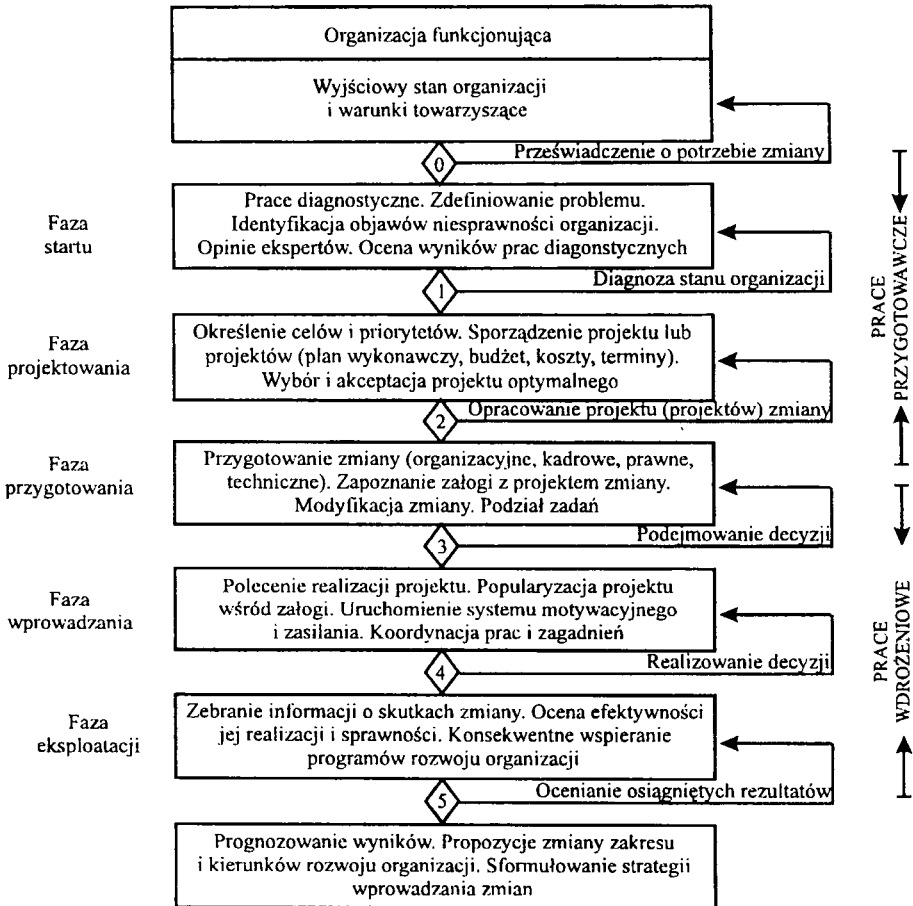 Organizacja funkcjonująca
Wyjściowy stan organizacji
i warunki towarzyszące
0
Przeświadczenie o potrzebie zmiany
Faza
startu
Prace diagnostyczne. Zdefiniowanie problemu.
Identyfikacja objawów niesprawności organizacji.
Opinie ekspertów. Ocena wyników prac diagonstycznych
1
Diagnoza stanu organizacji
Faza
projektowania
Określenie celów i priorytetów. Sporządzenie projektu lub
projektów (plan wykonawczy, budżet, koszty, terminy).
Wybór i akceptacja projektu optymalnego
2
Opracowanie projektu (projektów) zmiany
PRACE
PRZYGOTOWAWCZE
Faza
przygotowania
Przygotowanie zmiany (organizacyjne, kadrowe, prawne,
techniczne). Zapoznanie załogi z projektem zmiany.
Modyfikacja zmiany. Podział zadań
3
Podejmowanie decyzji
Faza
wprowadzania
Polecenie realizacji projektu. Popularyzacja projektu
wśród załogi. Uruchomienie systemu motywacyjnego
i zasilania. Koordynacja prac i zagadnień
4
Realizowanie decyzji
PRACE
WDROŻENIOWE
Faza
eksploatacji
Zebranie informacji o skutkach zmiany. Ocena efektywności
jej realizacji i sprawności. Konsekwentne wspieranie
programów rozwoju organizacji
5
Ocenianie osiągniętych rezultatów
Prognozowanie wyników. Propozycje zmiany zakresu
i kierunków rozwoju organizacji. Sformułowanie strategii
wprowadzania zmian